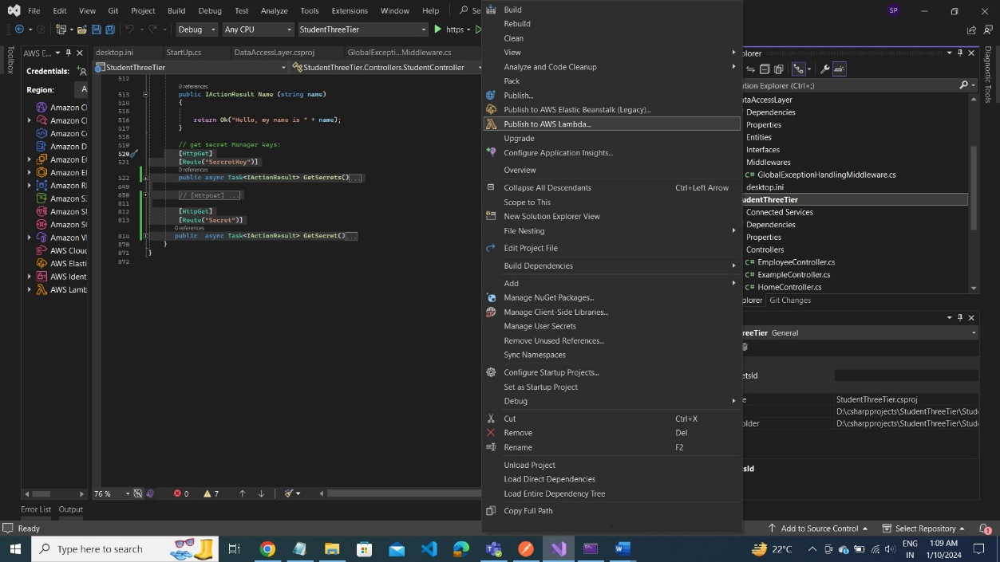 File Edit View Git Project Build Debug Test Analyze Tools Extensions Window Help Se SP
Debug Any CPU StudentThreeTier https
Toolbox
AWS E...
Credentials:
Region: A
Amazon Cl
Amazon Cl
Amazon Co
Amazon D
Amazon EC
Amazon El
Amazon RI
Amazon S3
Amazon SN
Amazon SC
Amazon VI
AWS Clouc
AWS Elasti
AWS Ident
AWS Lamb
desktop.ini StartUp.cs DataAccessLayer.csproj GlobalExcepti...Middleware.cs
StudentThreeTier StudentThreeTier.Controllers.StudentController
512
0 references
513 public IActionResult Name (string name)
514 {
515
516 return Ok("Hello, my name is " + name);
517 }
518
519 // get secret Manager keys:
520 [HttpGet]
521 [Route("SercretKey")]
0 references
522 public async Task<IActionResult> GetSecrets()...
649
650 // [HttpGet] ...
811
812 [HttpGet]
813 [Route("Secret")]
0 references
814 public async Task<IActionResult> GetSecret()...
870 }
871 }
872
76 % 0 7
Error List Output
Ready
Build
Rebuild
Clean
View
Analyze and Code Cleanup
Pack
Publish...
Publish to AWS Elastic Beanstalk (Legacy)...
Publish to AWS Lambda...
Upgrade
Configure Application Insights...
Overview
Collapse All Descendants Ctrl+Left Arrow
Scope to This
New Solution Explorer View
File Nesting
Edit Project File
Build Dependencies
Add
Manage NuGet Packages...
Manage Client-Side Libraries...
Manage User Secrets
Remove Unused References...
Sync Namespaces
Configure Startup Projects...
Set as Startup Project
Debug
Cut Ctrl+X
Remove Del
Rename F2
Unload Project
Load Direct Dependencies
Load Entire Dependency Tree
Copy Full Path
plorer
ution Explorer (Ctrl+;)
ataAccessLayer
Dependencies
Properties
Entities
Interfaces
Middlewares
C# GlobalExceptionHandlingMiddleware.cs
desktop.ini
udentThreeTier
Connected Services
Dependencies
Properties
Controllers
C# EmployeeController.cs
C# ExampleController.cs
C# HomeController.cs
plorer Git Changes
reeTier General
etsId
e StudentThreeTier.csproj
D:\csharpprojects\StudentThreeTier\Stud
older D:\csharpprojects\StudentThreeTier\Stud
sId
Diagnostic Tools
Add to Source Control Select Repository 1
Type here to search
22°C ENG IN 1:09 AM 1/10/2024